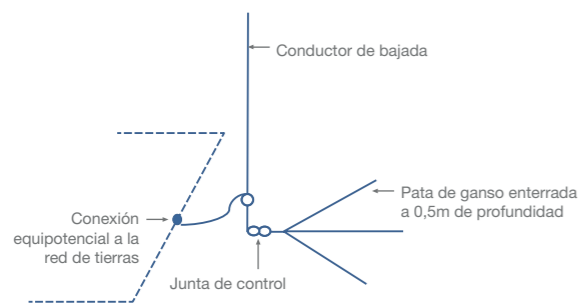 Conductor de bajada
Pata de ganso enterrada
a 0,5m de profundidad
Conexión
equipotencial a la
red de tierras
Junta de control